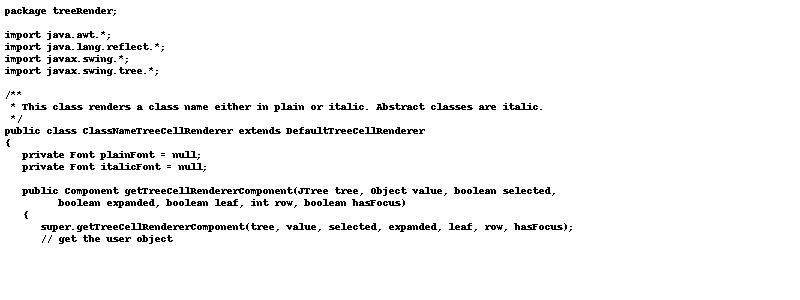 package treeRender;

import java.awt.*;
import java.lang.reflect.*;
import javax.swing.*;
import javax.swing.tree.*;

/**
 * This class renders a class name either in plain or italic. Abstract classes are italic.
 */
public class ClassNameTreeCellRenderer extends DefaultTreeCellRenderer
{
   private Font plainFont = null;
   private Font italicFont = null;

   public Component getTreeCellRendererComponent(JTree tree, Object value, boolean selected,
         boolean expanded, boolean leaf, int row, boolean hasFocus)
   {
      super.getTreeCellRendererComponent(tree, value, selected, expanded, leaf, row, hasFocus);
      // get the user object